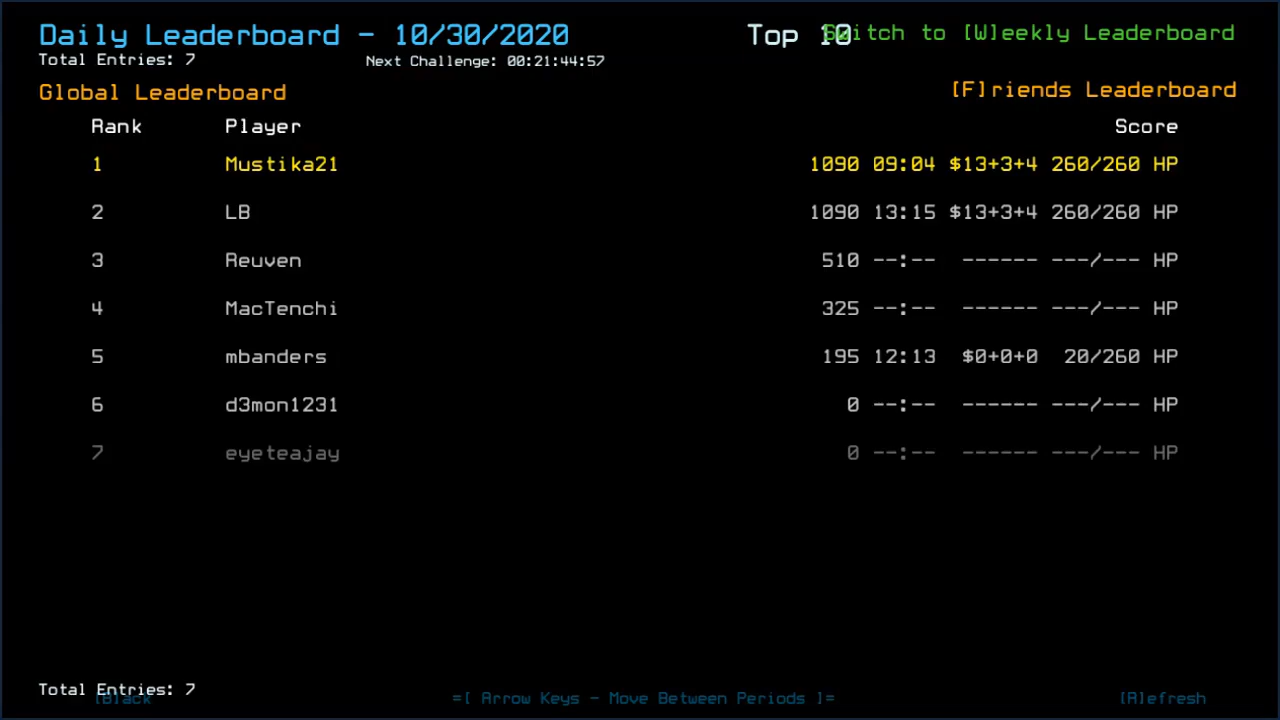 Daily Leaderboard - 10/30/2020 Top 10 Switch to [W]eekly Leaderboard
Total Entries: 7 Next Challenge: 00:21:44:57
Global Leaderboard [F]riends Leaderboard
Rank Player Score
1 Mustika21 1090 09:04 $13+3+4 260/260 HP
2 LB 1090 13:15 $13+3+4 260/260 HP
3 Reuven 510 --:-- ------ ---/--- HP
4 MacTenchi 325 --:-- ------ ---/--- HP
5 mbanders 195 12:13 $0+0+0 20/260 HP
6 d3mon1231 0 --:-- ------ ---/--- HP
7 eyeteajay 0 --:-- ------ ---/--- HP
Total Entries: 7
[B]ack =[ Arrow Keys - Move Between Periods ]= [R]efresh